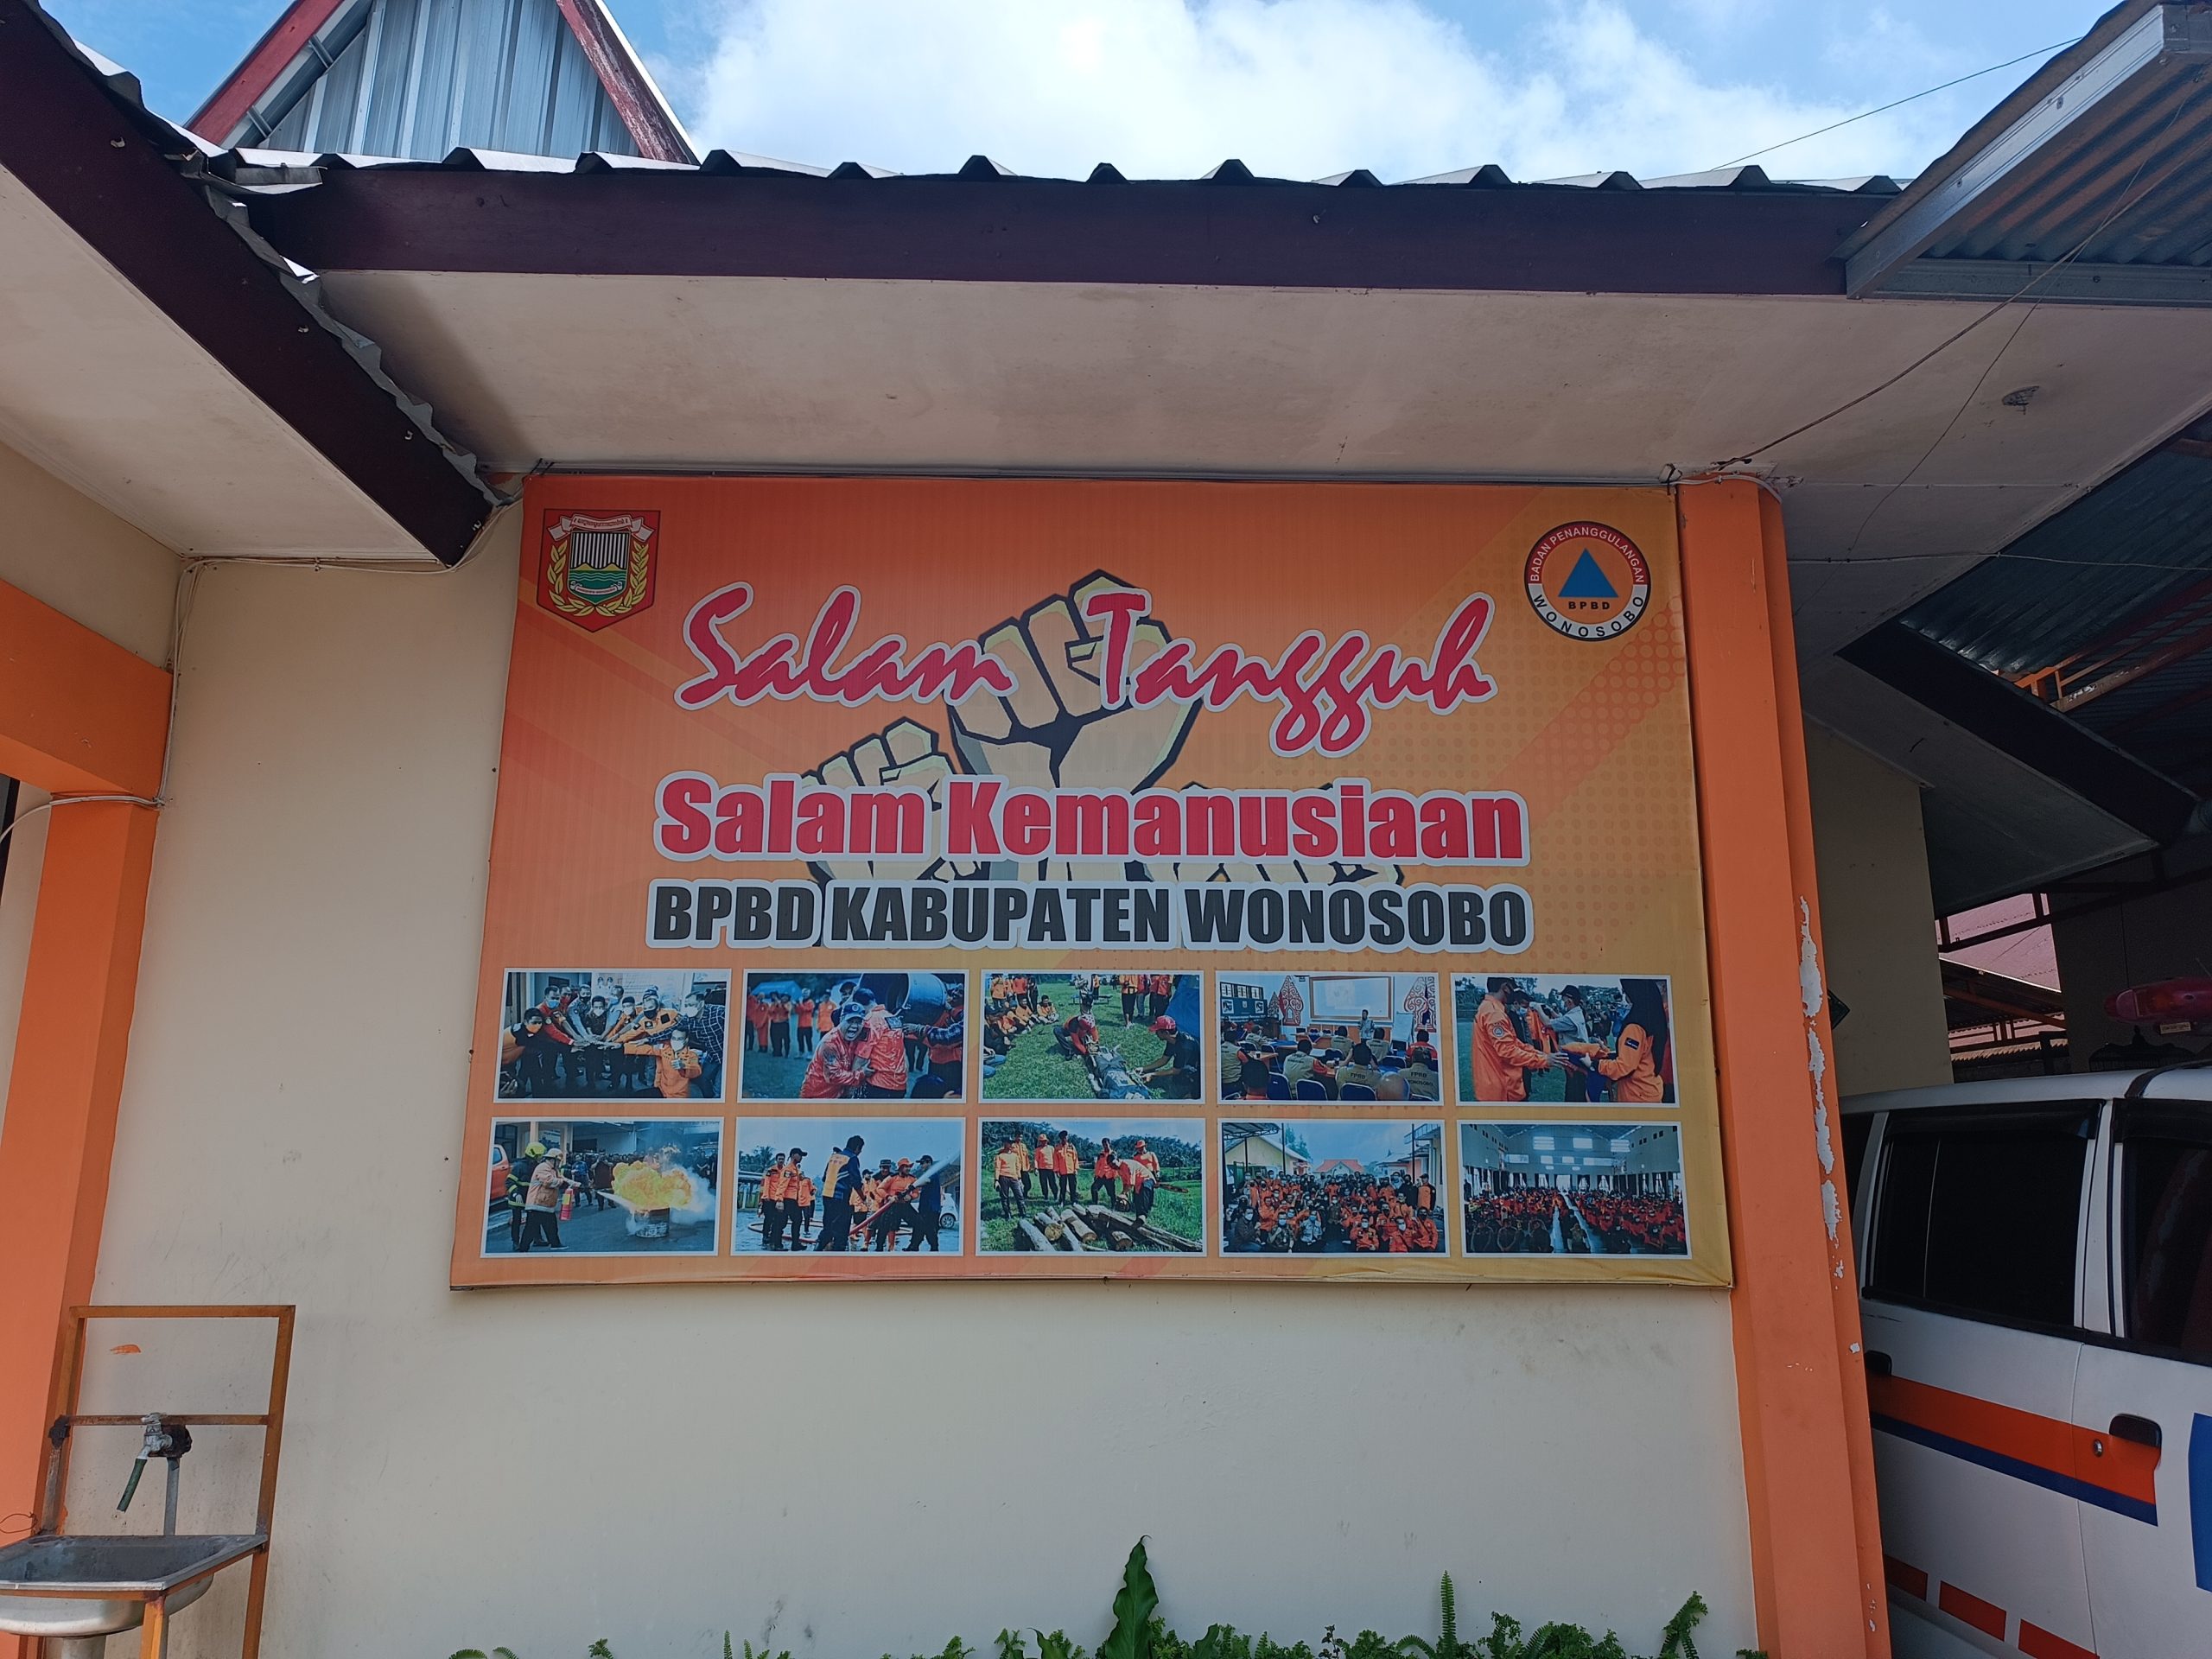 Salam Tangguh
Salam Kemanusiaan
BPBD KABUPATEN WONOSOBO
BADAN PENANGGULANGAN
BPBD
WONOSOBO